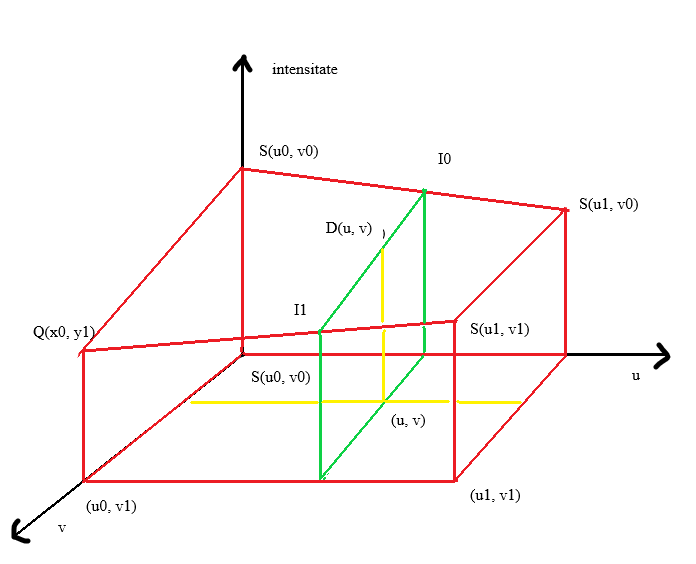 intensitate
S(u0, v0)
I0
S(u1, v0)
D(u, v)
I1
Q(x0, y1)
S(u1, v1)
S(u0, v0)
u
(u, v)
(u1, v1)
(u0, v1)
v